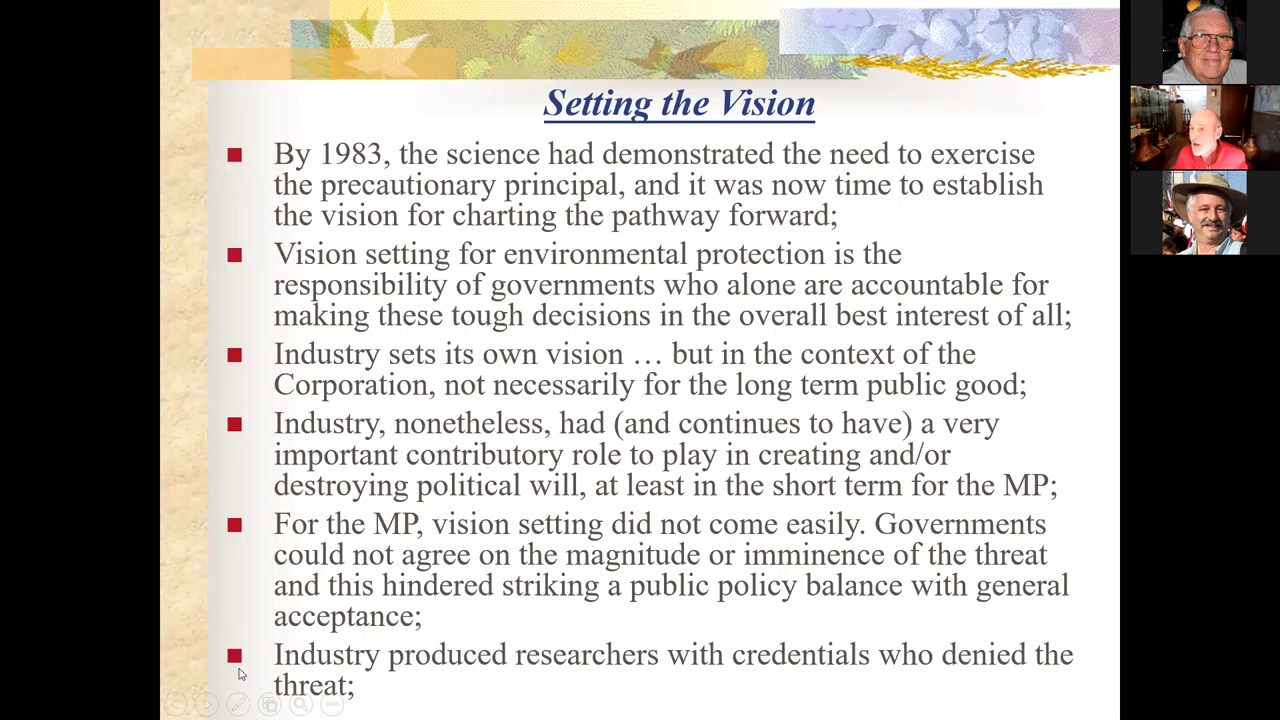 Setting the Vision
By 1983, the science had demonstrated the need to exercise
the precautionary principal, and it was now time to establish
the vision for charting the pathway forward;
Vision setting for environmental protection is the
responsibility of governments who alone are accountable for
making these tough decisions in the overall best interest of all;
Industry sets its own vision … but in the context of the
Corporation, not necessarily for the long term public good;
Industry, nonetheless, had (and continues to have) a very
important contributory role to play in creating and/or
destroying political will, at least in the short term for the MP;
For the MP, vision setting did not come easily. Governments
could not agree on the magnitude or imminence of the threat
and this hindered striking a public policy balance with general
acceptance;
Industry produced researchers with credentials who denied the
threat;